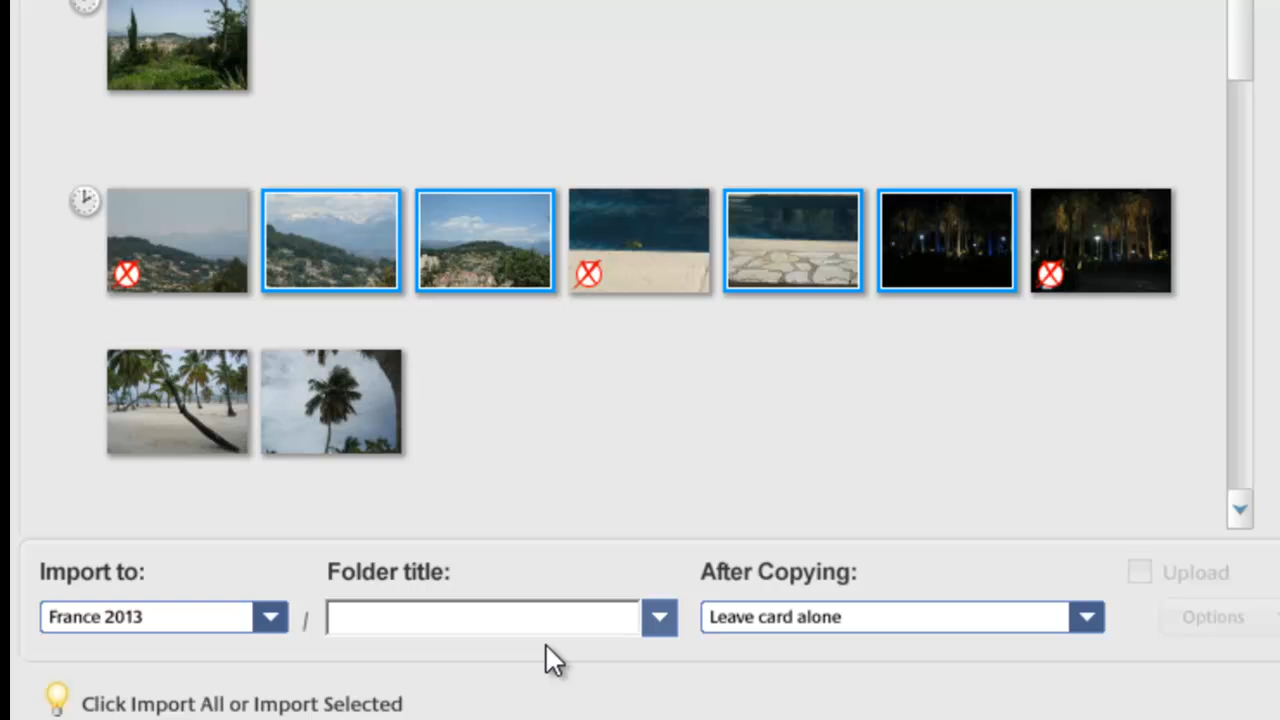 Import to:
Folder title:
After Copying:
Upload
France 2013
/
Leave card alone
Options
Click Import All or Import Selected